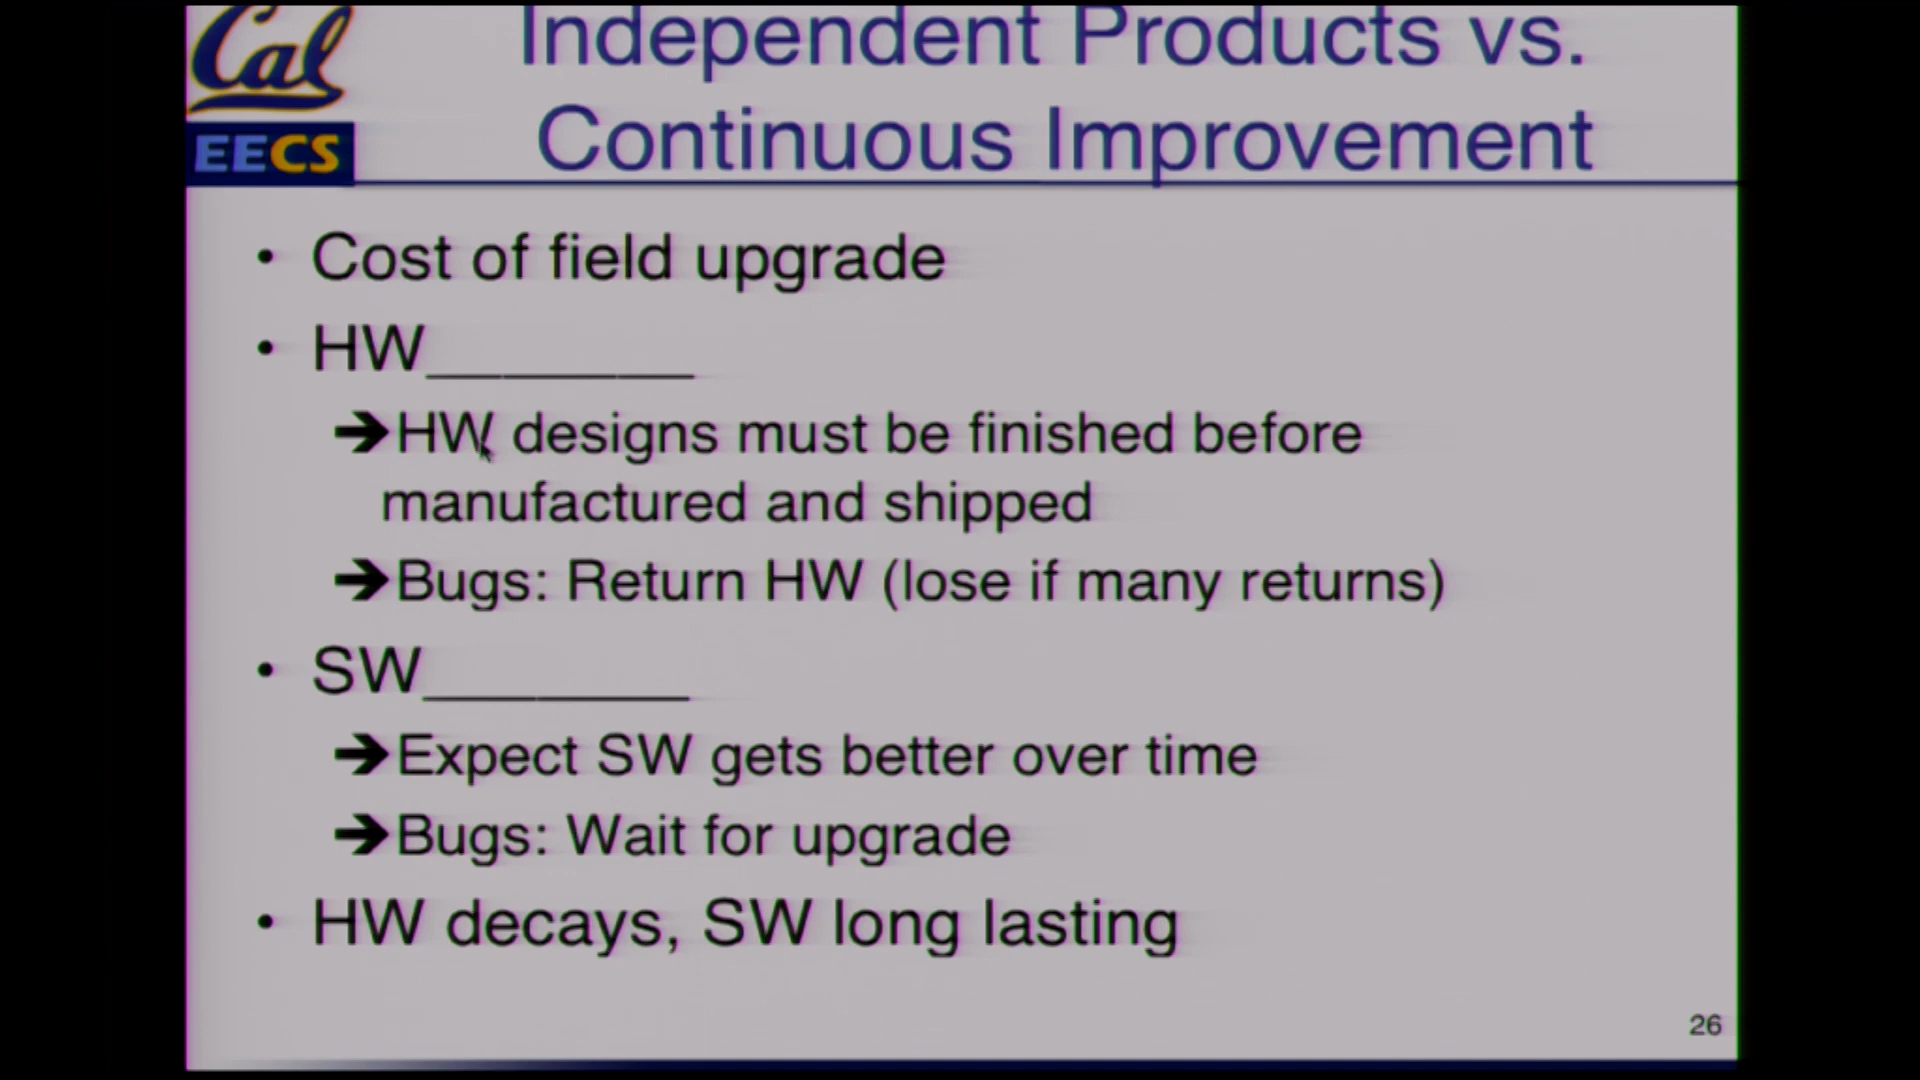 Cal
EECS
Independent Products vs.
Continuous Improvement
• Cost of field upgrade
• HW_______
➔HW designs must be finished before
manufactured and shipped
➔Bugs: Return HW (lose if many returns)
• SW_______
➔Expect SW gets better over time
➔Bugs: Wait for upgrade
• HW decays, SW long lasting
26